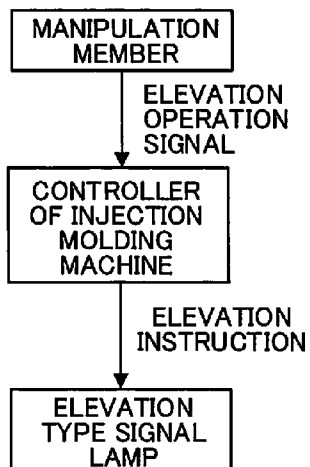 MANIPULATION
MEMBER
ELEVATION
OPERATION
SIGNAL
CONTROLLER
OF INJECTION
MOLDING
MACHINE
ELEVATION
INSTRUCTION
ELEVATION
TYPE SIGNAL
LAMP